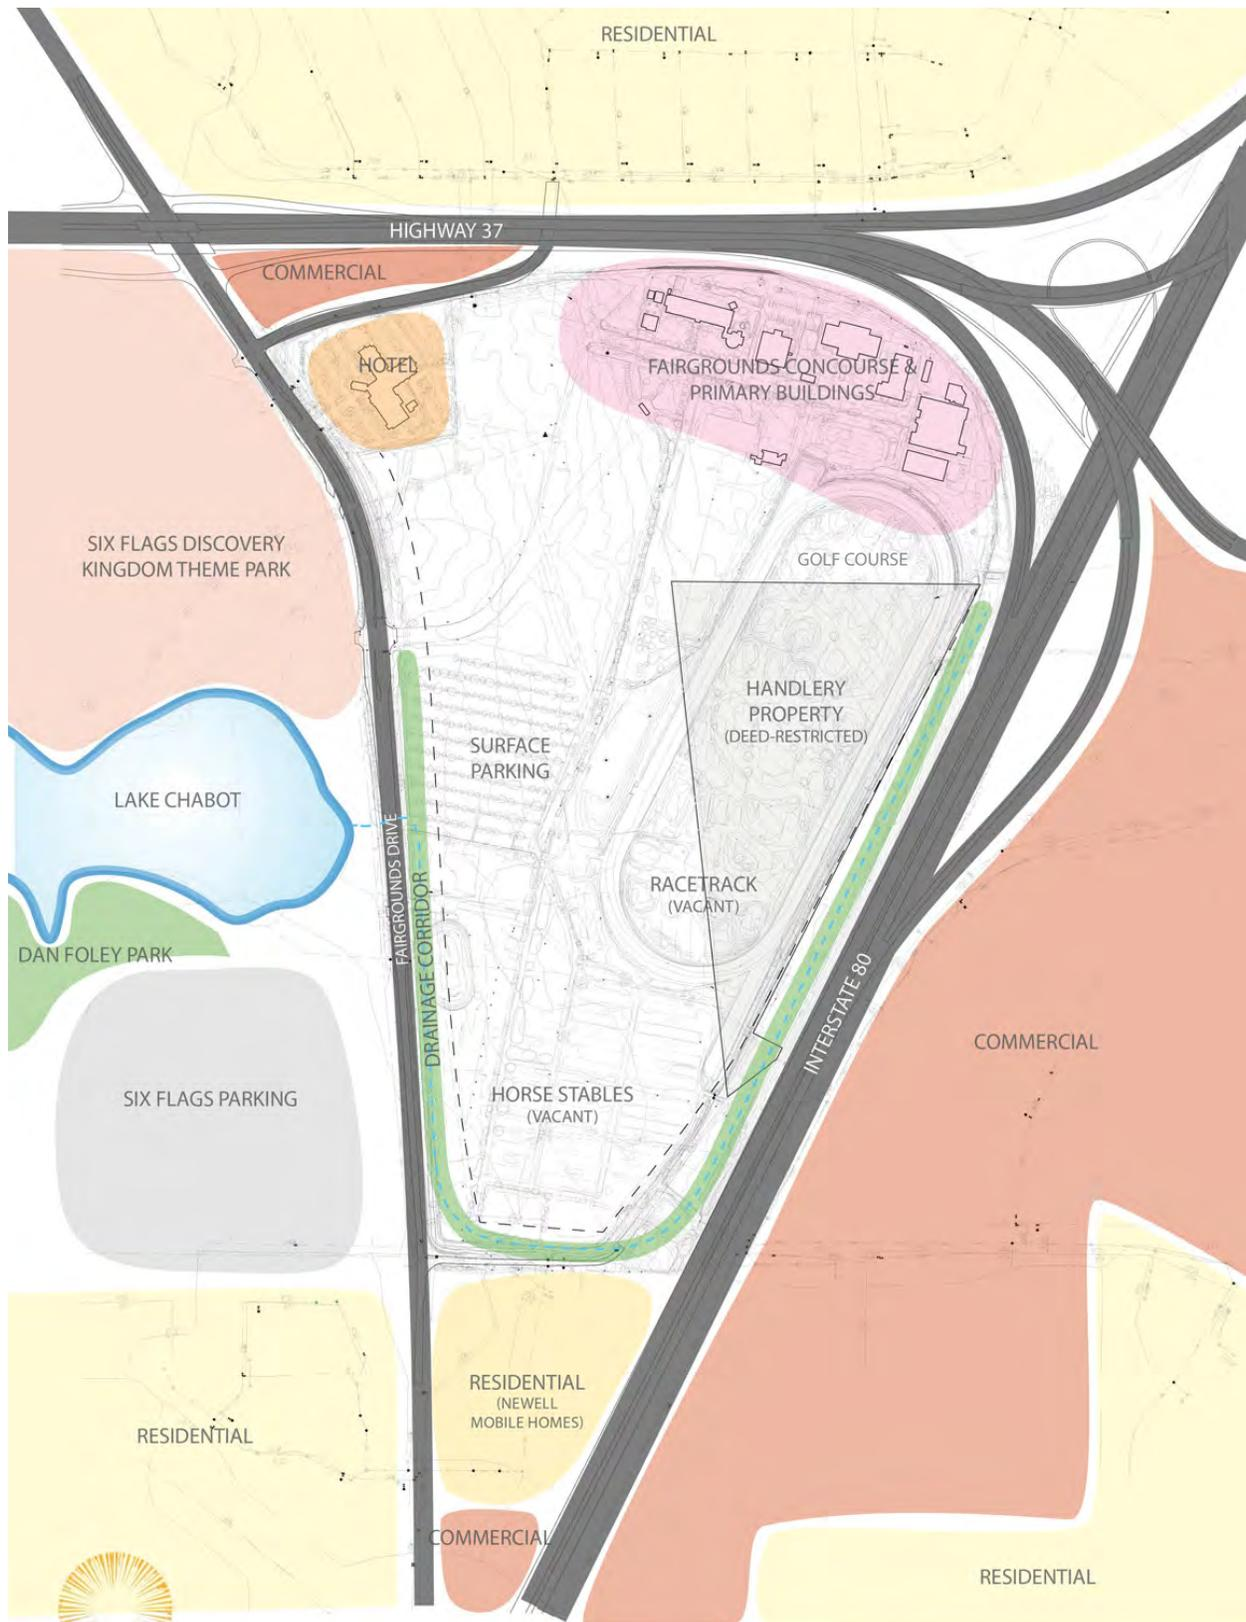 RESIDENTIAL
HIGHWAY 37
COMMERCIAL
HOTEL
FAIRGROUNDS CONCOURSE &
PRIMARY BUILDINGS
SIX FLAGS DISCOVERY
KINGDOM THEME PARK
GOLF COURSE
HANDLERY
PROPERTY
(DEED-RESTRICTED)
SURFACE
PARKING
LAKE CHABOT
FAIRGROUNDS DRIVE
DRAINAGE CORRIDOR
RACETRACK
(VACANT)
DAN FOLEY PARK
INTERSTATE 80
COMMERCIAL
SIX FLAGS PARKING
HORSE STABLES
(VACANT)
RESIDENTIAL
(NEWELL
MOBILE HOMES)
RESIDENTIAL
COMMERCIAL
RESIDENTIAL